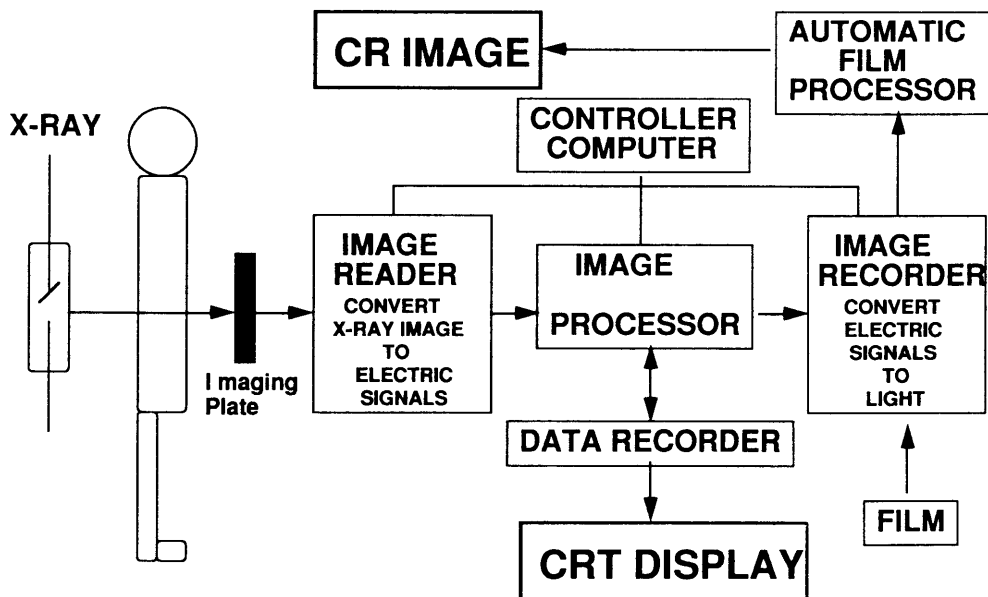 CR IMAGE
AUTOMATIC
FILM
PROCESSOR
X-RAY
CONTROLLER
COMPUTER
IMAGE
READER
CONVERT
X-RAY IMAGE
TO
ELECTRIC
SIGNALS
IMAGE
PROCESSOR
IMAGE
RECORDER
CONVERT
ELECTRIC
SIGNALS
TO
LIGHT
I maging
Plate
DATA RECORDER
FILM
CRT DISPLAY